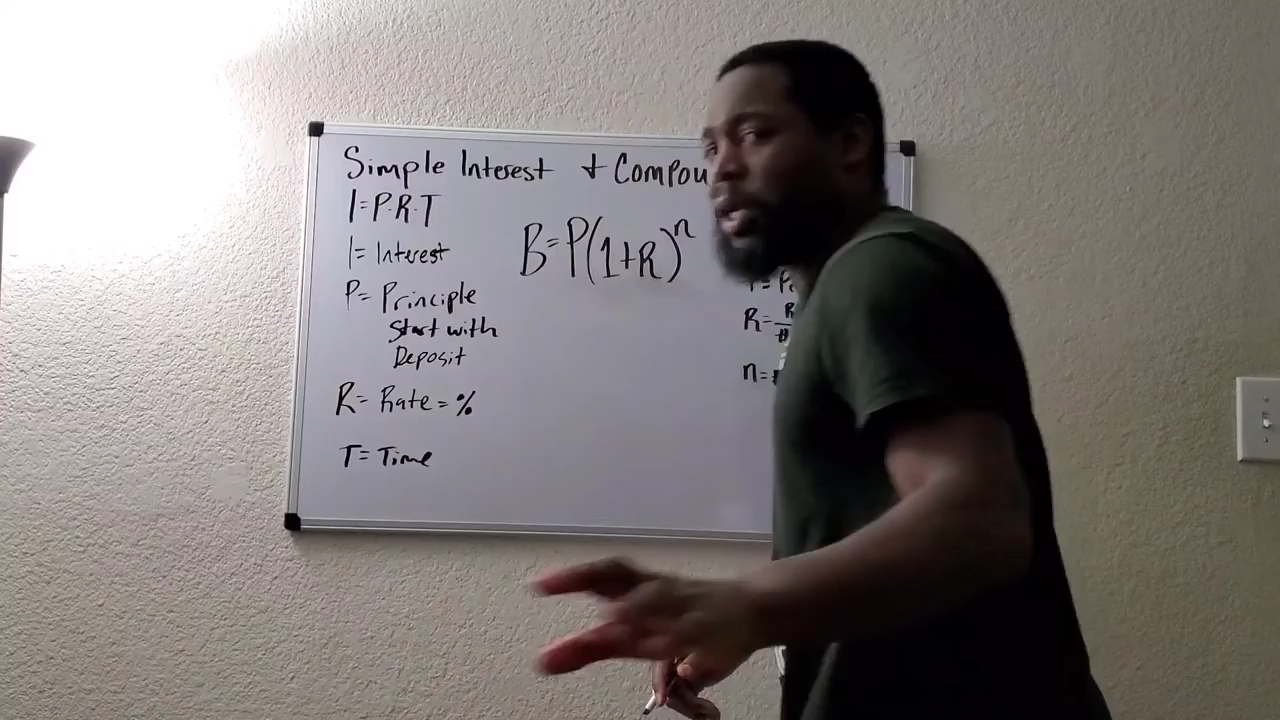 Simple Interest + Compou
I=P·R·T
I= Interest
P= Principle
Start with
Deposit
R= Rate = %
T= Time
B=P(1+R)^n
R= R
n=